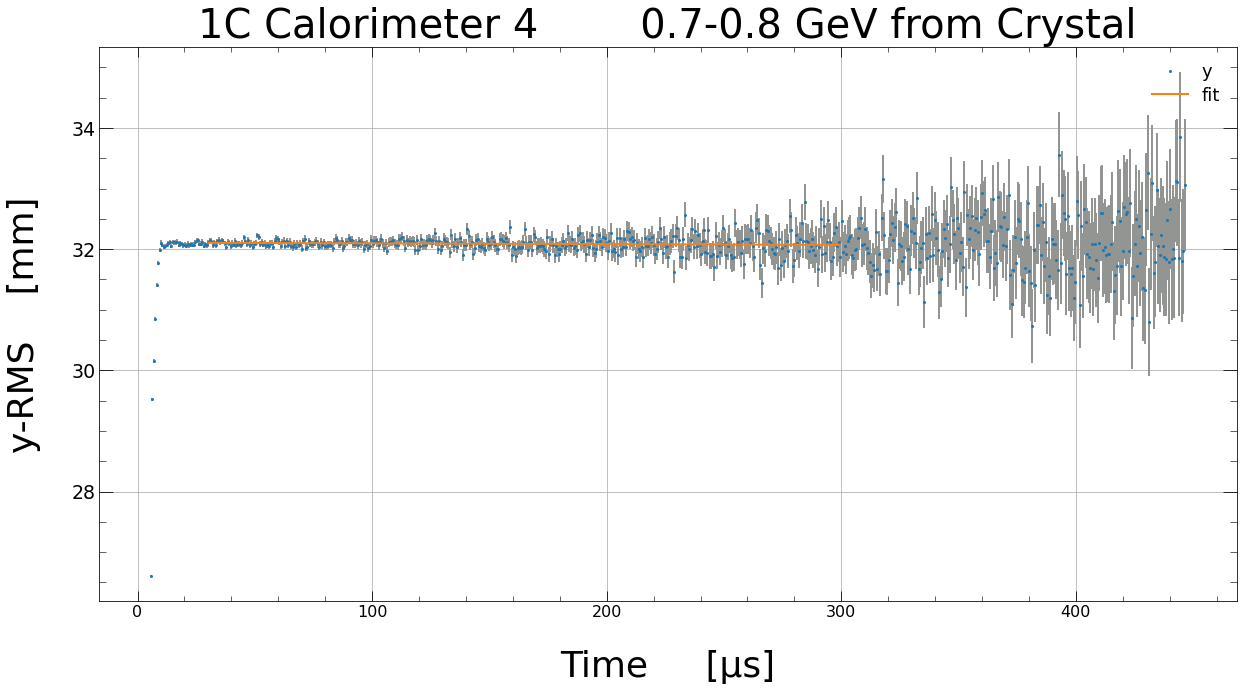 1C Calorimeter 4 0.7-0.8 GeV from Crystal
y
fit
34
32
30
28
y-RMS [mm]
0 100 200 300 400
Time [µs]